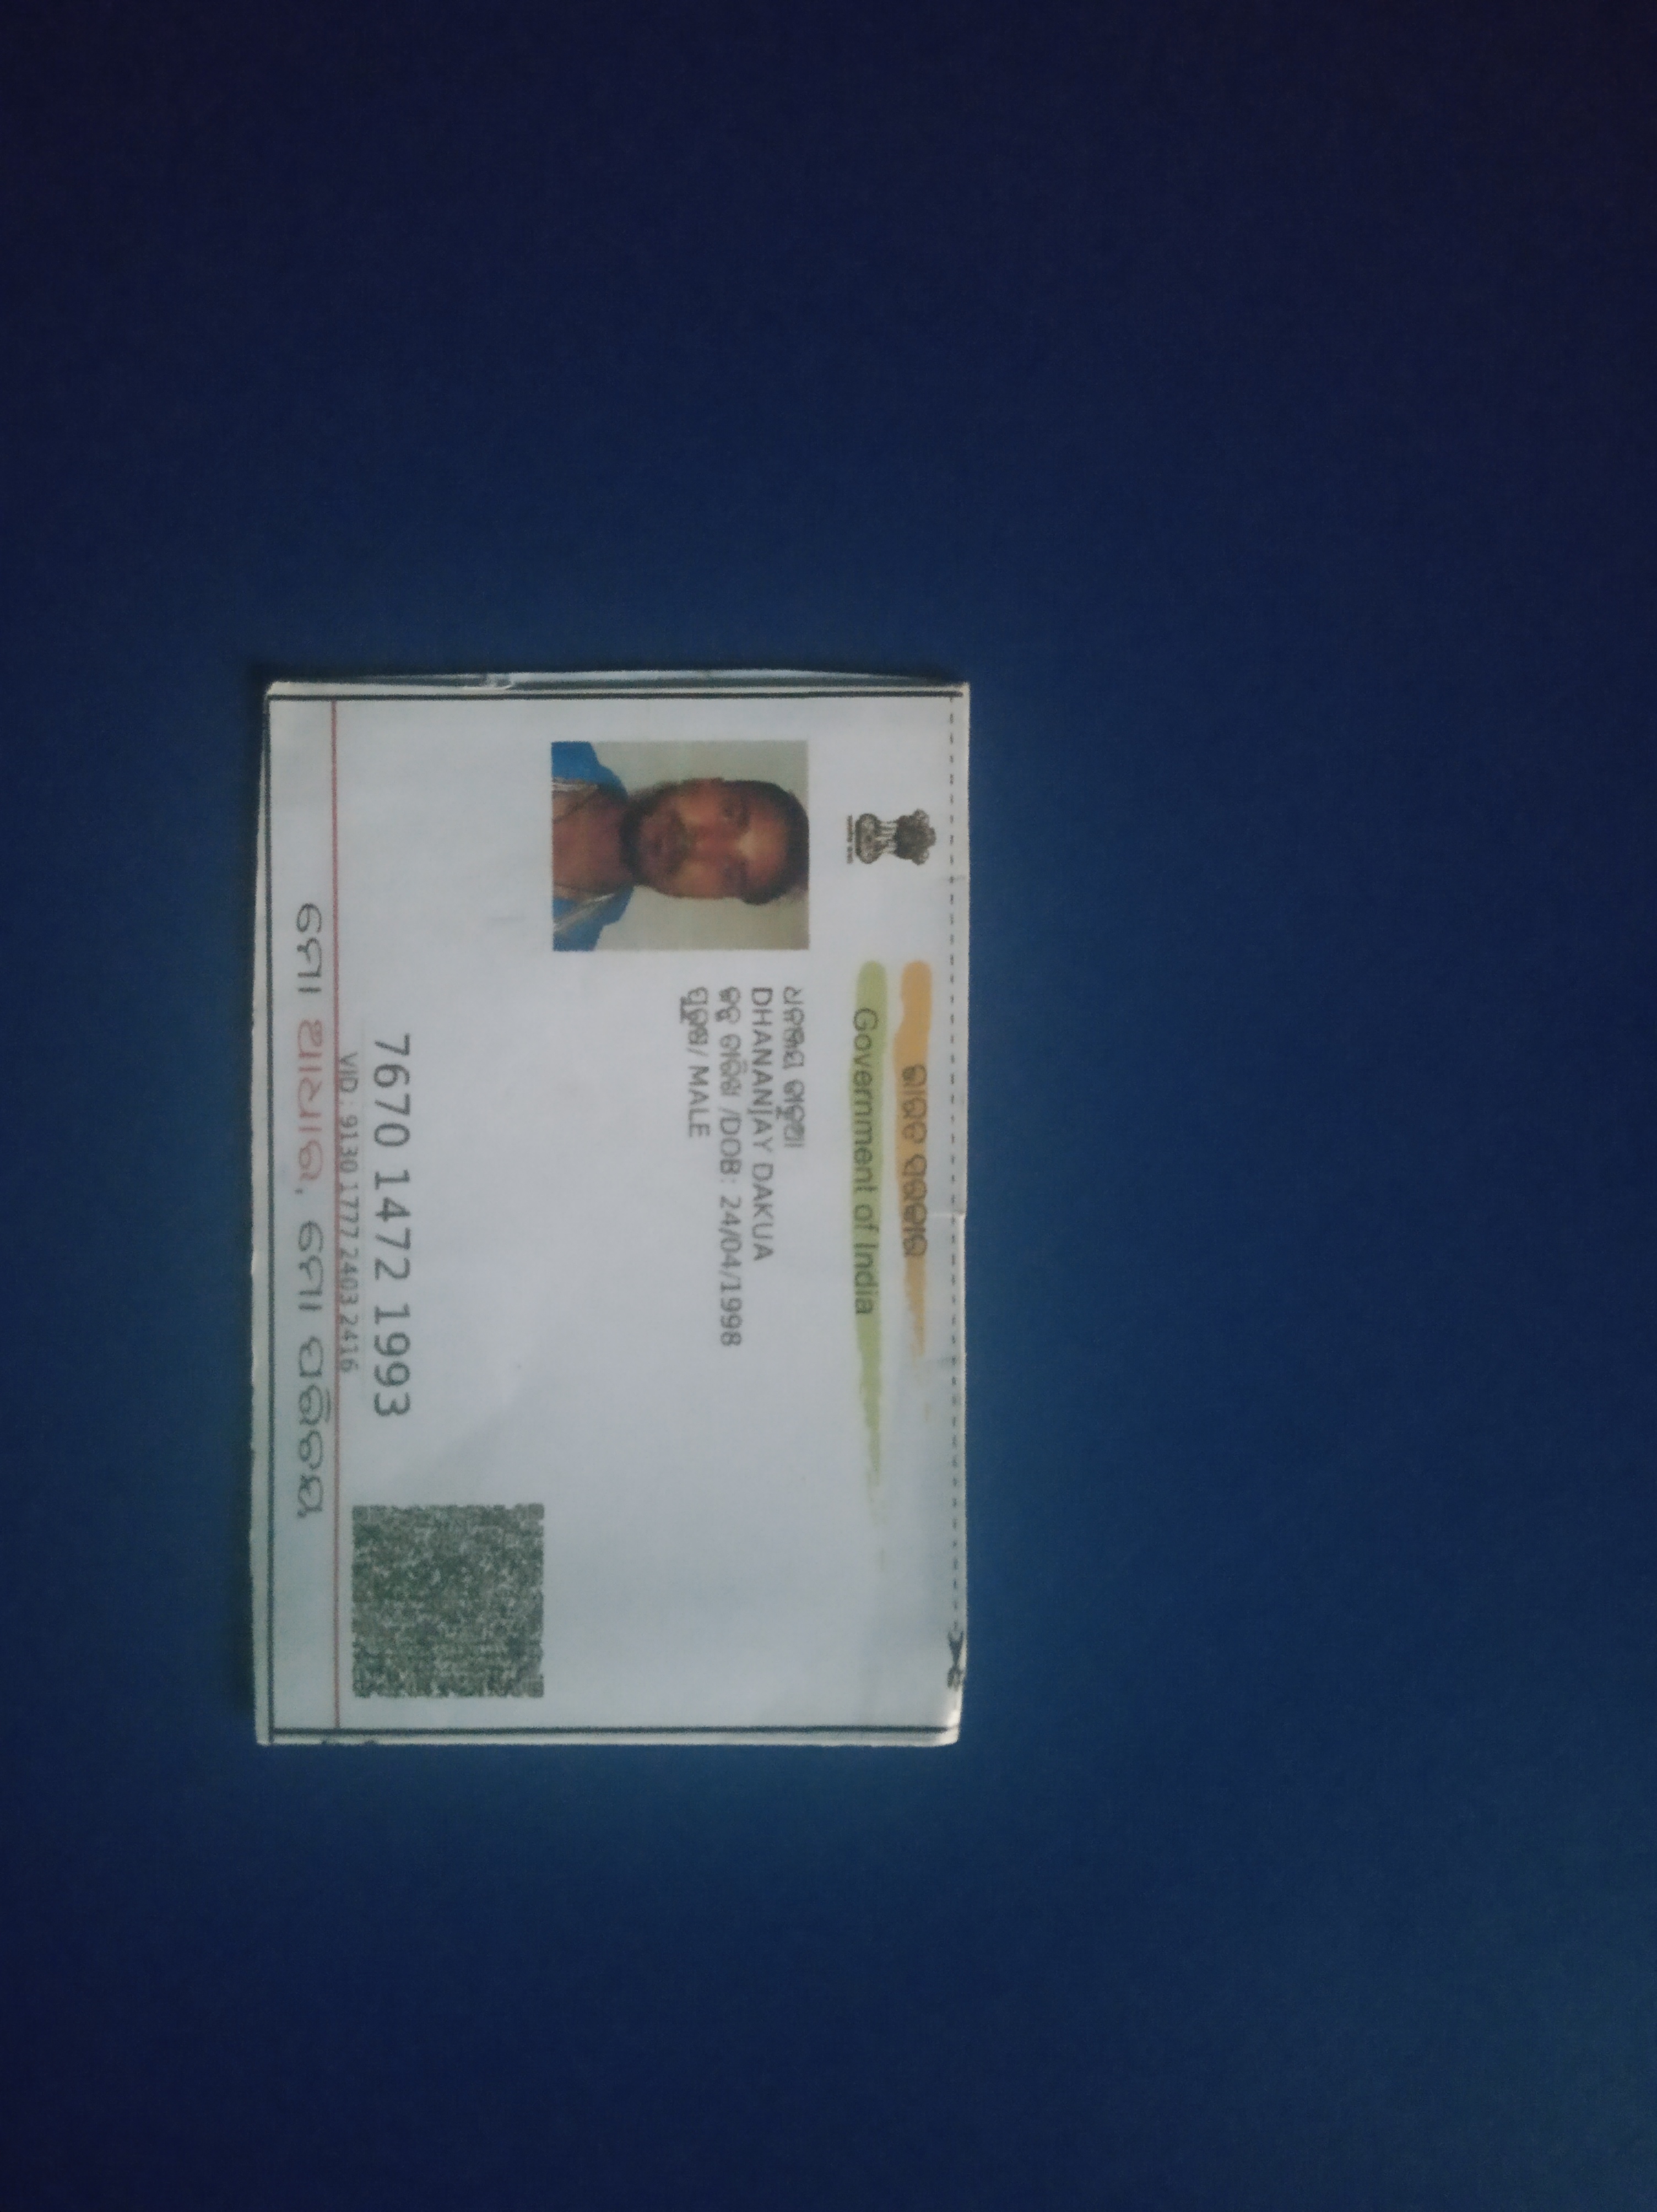 ଭାରତ ସରକାର
Government of India
ଧନଞ୍ଜୟ ଡାକୁଆ
DHANANJAY DAKUA
ଜନ୍ମ ତାରିଖ /DOB: 24/04/1998
ପୁରୁଷ/ MALE
7670 1472 1993
VID: 9130 1777 2403 2416
ମୋ ଆଧାର, ମୋ ପରିଚୟ